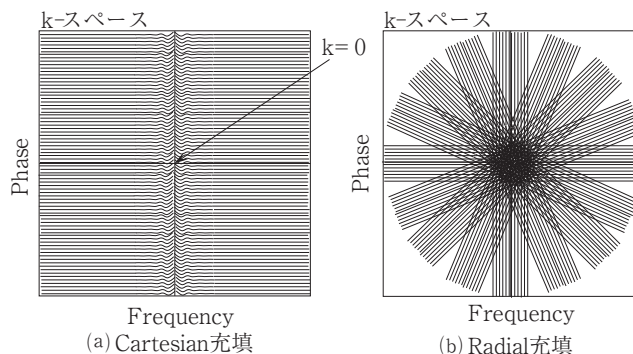 k-スペース
k=0
Phase
Frequency
(a) Cartesian充填
k-スペース
Phase
Frequency
(b) Radial充填